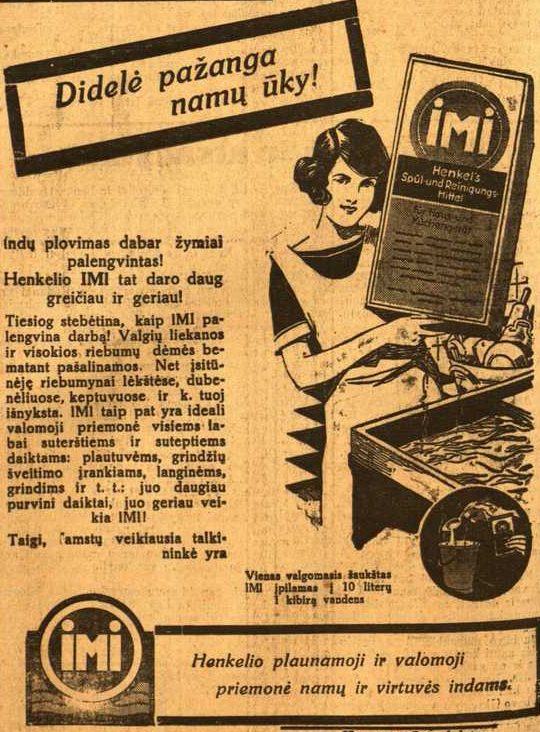 Didelė pažanga
namų ūky!
iMi
Henkel's
Spül-und Reinigungs-
Mittel
Indų plovimas dabar žymiai
palengvintas!
Henkelio IMI tat daro daug
greičiau ir geriau!
Tiesiog stebėtina, kaip IMI pa-
lengvina darbą! Valgių liekanos
ir visokios riebumų dėmės be-
matant pašalinamos. Net įsitū-
nėję riebumynai lėkštėse, dube-
nėliuose, keptuvuose ir k. tuoj
išnyksta. IMI taip pat yra ideali
valomoji priemonė visiems la-
bai suterštiems ir suteptiems
daiktams: plautuvėms, grindžių
šveitimo įrankiams, langinėms,
grindims ir t. t.: juo daugiau
purvini daiktai, juo geriau vei-
kia IMI!
Taigi, Tamstų veikiausia talki-
ninkė yra
Vienas valgomasis šaukštas
IMI įpilamas į 10 literų
1 kibirą vandens
iMi
Henkelio plaunamoji ir valomoji
priemonė namų ir virtuvės indams.